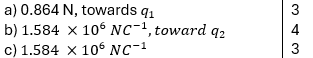 a) 0.864 N, towards q₁ 3
b) 1.584 × 10⁶ NC⁻¹, toward q₂ 4
c) 1.584 × 10⁶ NC⁻¹ 3